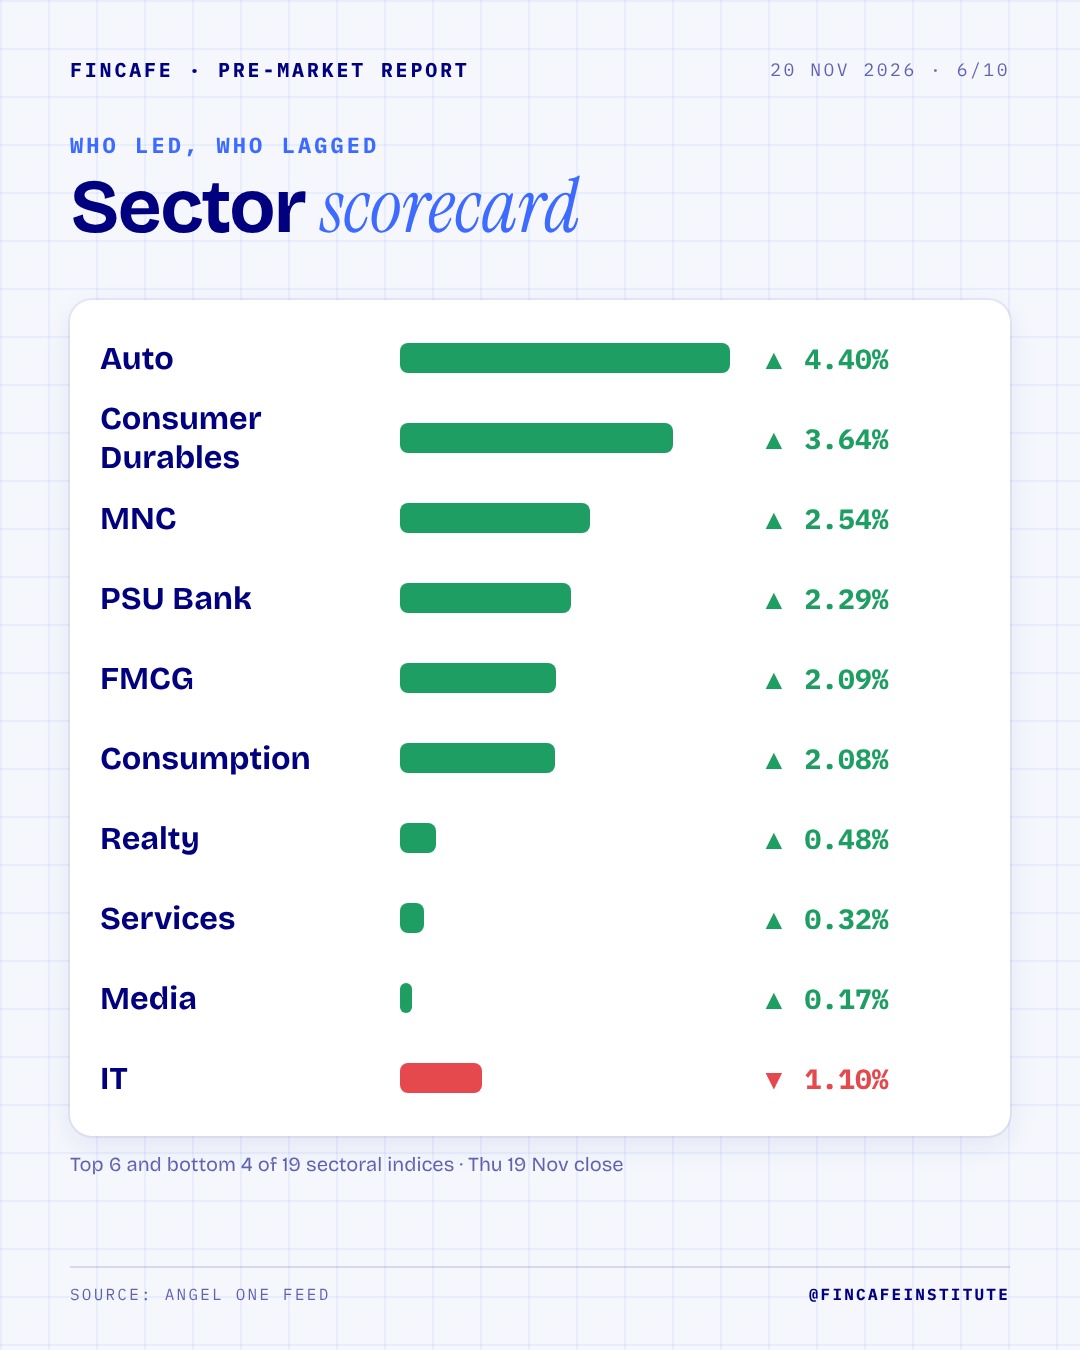 FINCAFE · PRE-MARKET REPORT
20 NOV 2026 · 6/10
WHO LED, WHO LAGGED
Sector scorecard
Auto ▲ 4.40%
Consumer
Durables ▲ 3.64%
MNC ▲ 2.54%
PSU Bank ▲ 2.29%
FMCG ▲ 2.09%
Consumption ▲ 2.08%
Realty ▲ 0.48%
Services ▲ 0.32%
Media ▲ 0.17%
IT ▼ 1.10%
Top 6 and bottom 4 of 19 sectoral indices · Thu 19 Nov close
SOURCE: ANGEL ONE FEED
@FINCAFEINSTITUTE